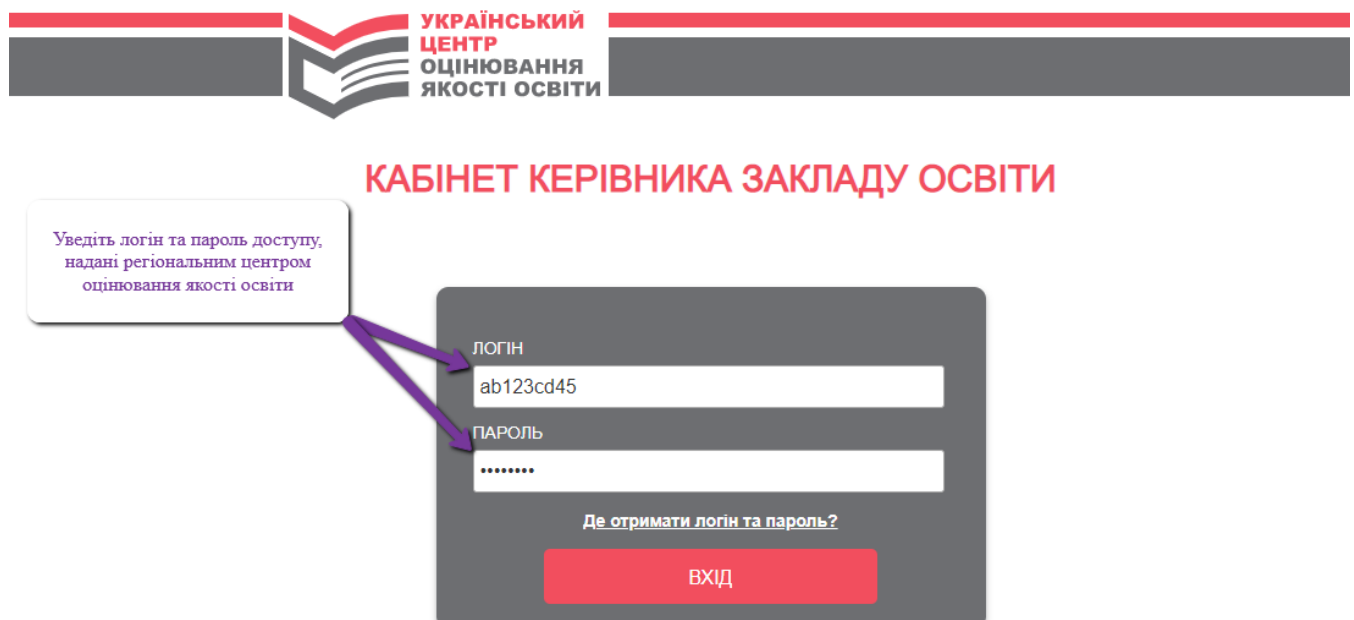 УКРАЇНСЬКИЙ
ЦЕНТР
ОЦІНЮВАННЯ
ЯКОСТІ ОСВІТИ
КАБІНЕТ КЕРІВНИКА ЗАКЛАДУ ОСВІТИ
Уведіть логін та пароль доступу,
надані регіональним центром
оцінювання якості освіти
ЛОГІН
ab123cd45
ПАРОЛЬ
••••••••
Де отримати логін та пароль?
ВХІД